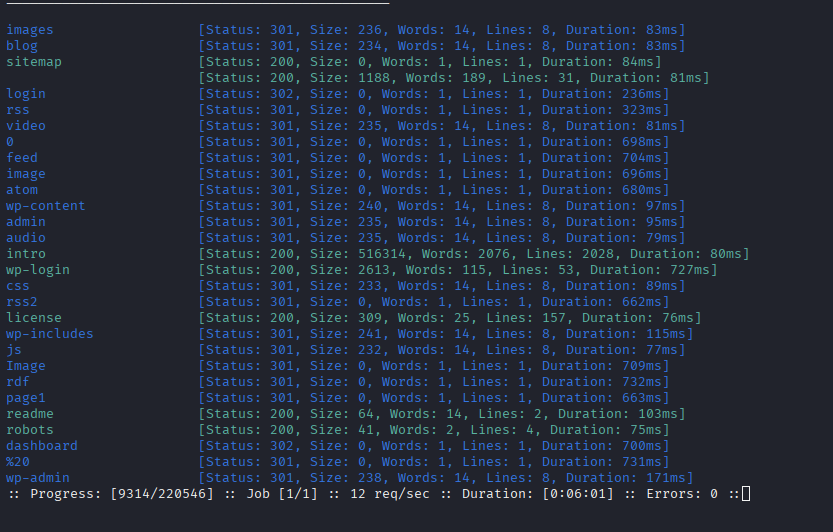 images [Status: 301, Size: 236, Words: 14, Lines: 8, Duration: 83ms]
blog [Status: 301, Size: 234, Words: 14, Lines: 8, Duration: 83ms]
sitemap [Status: 200, Size: 0, Words: 1, Lines: 1, Duration: 84ms]
[Status: 200, Size: 1188, Words: 189, Lines: 31, Duration: 81ms]
login [Status: 302, Size: 0, Words: 1, Lines: 1, Duration: 236ms]
rss [Status: 301, Size: 0, Words: 1, Lines: 1, Duration: 323ms]
video [Status: 301, Size: 235, Words: 14, Lines: 8, Duration: 81ms]
0 [Status: 301, Size: 0, Words: 1, Lines: 1, Duration: 698ms]
feed [Status: 301, Size: 0, Words: 1, Lines: 1, Duration: 704ms]
image [Status: 301, Size: 0, Words: 1, Lines: 1, Duration: 696ms]
atom [Status: 301, Size: 0, Words: 1, Lines: 1, Duration: 680ms]
wp-content [Status: 301, Size: 240, Words: 14, Lines: 8, Duration: 97ms]
admin [Status: 301, Size: 235, Words: 14, Lines: 8, Duration: 95ms]
audio [Status: 301, Size: 235, Words: 14, Lines: 8, Duration: 79ms]
intro [Status: 200, Size: 516314, Words: 2076, Lines: 2028, Duration: 80ms]
wp-login [Status: 200, Size: 2613, Words: 115, Lines: 53, Duration: 727ms]
css [Status: 301, Size: 233, Words: 14, Lines: 8, Duration: 89ms]
rss2 [Status: 301, Size: 0, Words: 1, Lines: 1, Duration: 662ms]
license [Status: 200, Size: 309, Words: 25, Lines: 157, Duration: 76ms]
wp-includes [Status: 301, Size: 241, Words: 14, Lines: 8, Duration: 115ms]
js [Status: 301, Size: 232, Words: 14, Lines: 8, Duration: 77ms]
Image [Status: 301, Size: 0, Words: 1, Lines: 1, Duration: 709ms]
rdf [Status: 301, Size: 0, Words: 1, Lines: 1, Duration: 732ms]
page1 [Status: 301, Size: 0, Words: 1, Lines: 1, Duration: 663ms]
readme [Status: 200, Size: 64, Words: 14, Lines: 2, Duration: 103ms]
robots [Status: 200, Size: 41, Words: 2, Lines: 4, Duration: 75ms]
dashboard [Status: 302, Size: 0, Words: 1, Lines: 1, Duration: 700ms]
%20 [Status: 301, Size: 0, Words: 1, Lines: 1, Duration: 731ms]
wp-admin [Status: 301, Size: 238, Words: 14, Lines: 8, Duration: 171ms]
:: Progress: [9314/220546] :: Job [1/1] :: 12 req/sec :: Duration: [0:06:01] :: Errors: 0 ::